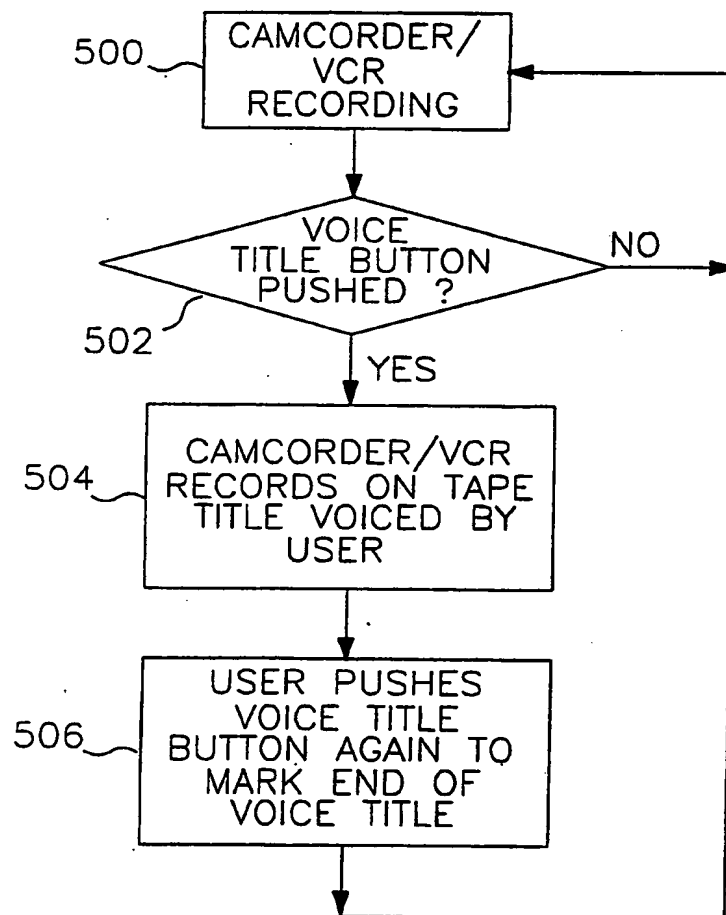 500
CAMCORDER/
VCR
RECORDING
VOICE
TITLE BUTTON
PUSHED ?
NO
502
YES
504
CAMCORDER/VCR
RECORDS ON TAPE
TITLE VOICED BY
USER
506
USER PUSHES
VOICE TITLE
BUTTON AGAIN TO
MARK END OF
VOICE TITLE